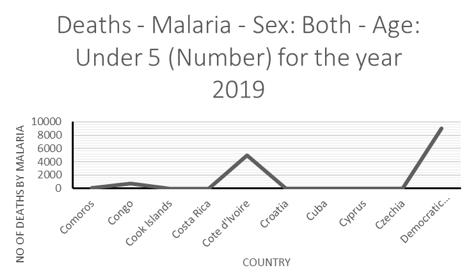 Deaths - Malaria - Sex: Both - Age:
Under 5 (Number) for the year
2019
NO OF DEATHS BY MALARIA
10000
8000
6000
4000
2000
0
Comoros
Congo
Cook Islands
Costa Rica
Cote d'Ivoire
Croatia
Cuba
Cyprus
Czechia
Democratic...
COUNTRY